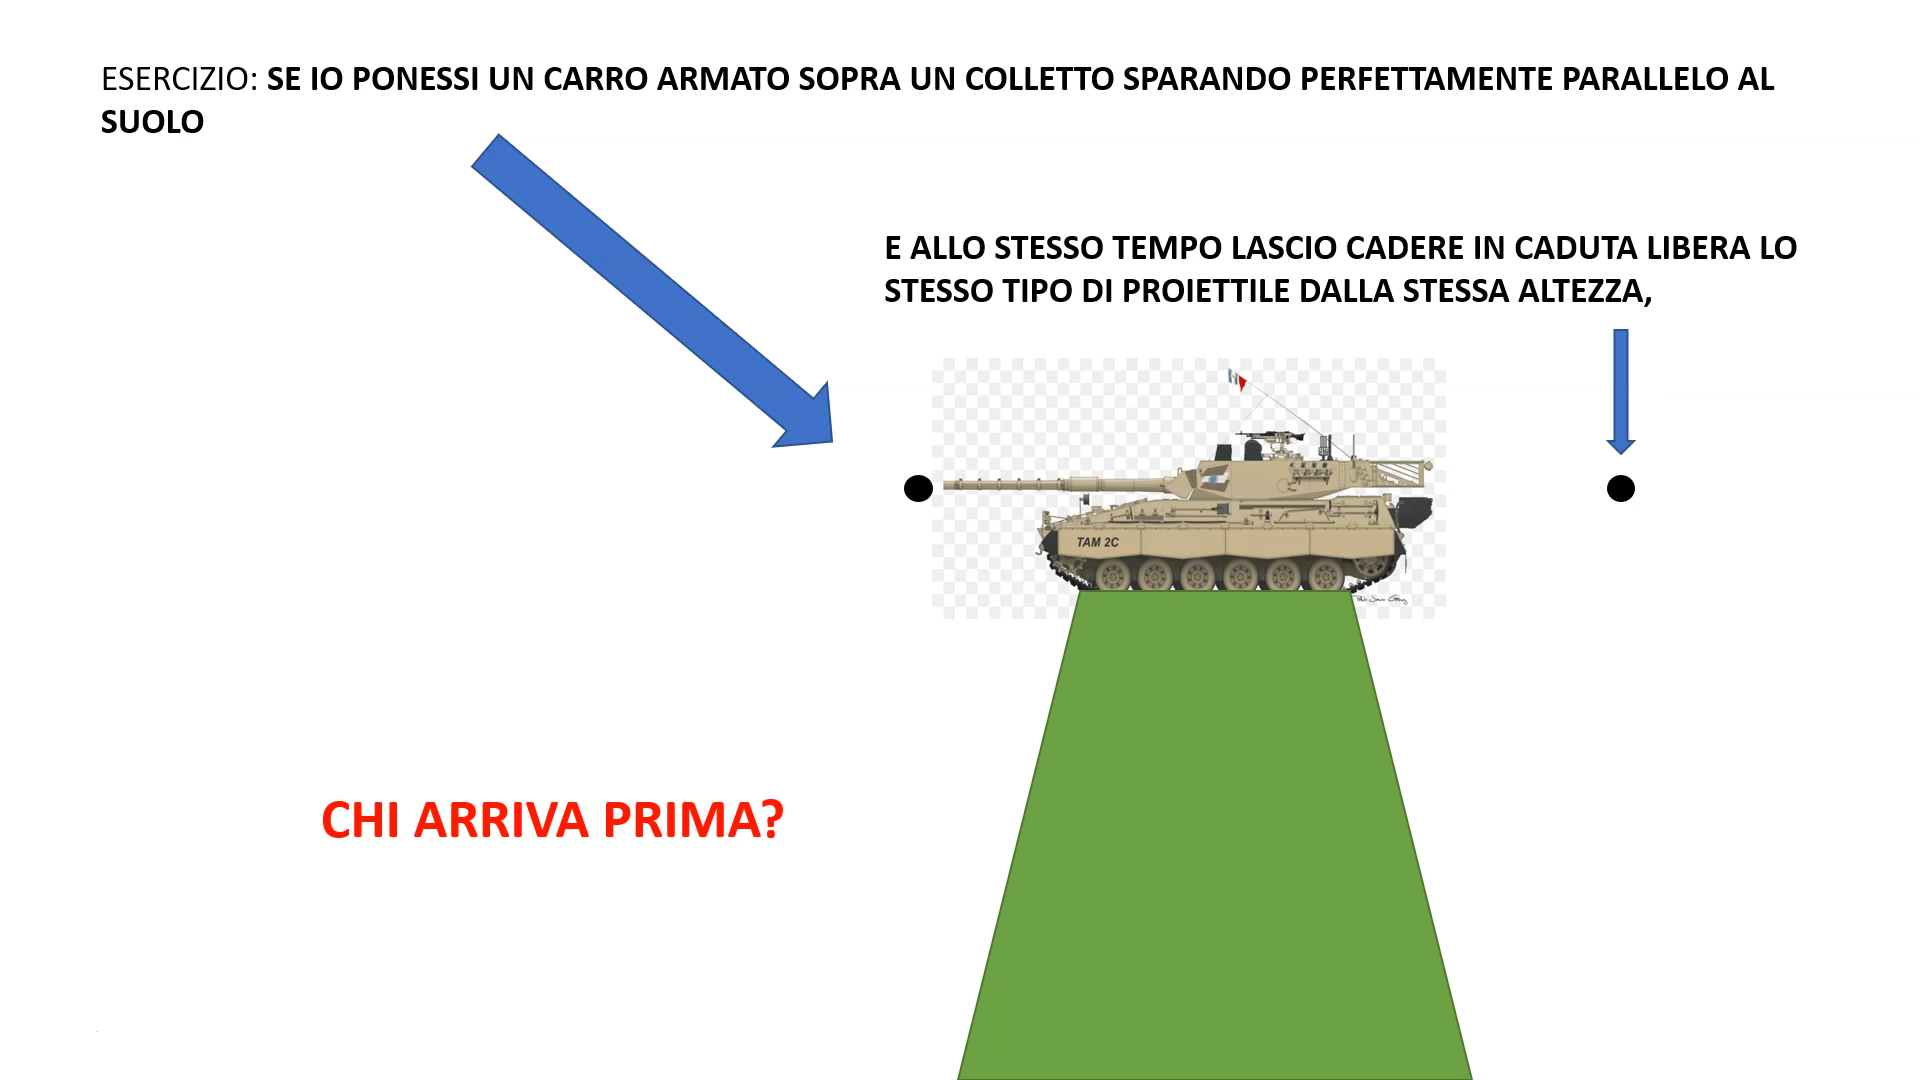 ESERCIZIO: SE IO PONESSI UN CARRO ARMATO SOPRA UN COLLETTO SPARANDO PERFETTAMENTE PARALLELO AL
SUOLO
E ALLO STESSO TEMPO LASCIO CADERE IN CADUTA LIBERA LO
STESSO TIPO DI PROIETTILE DALLA STESSA ALTEZZA,
TAM 2C
CHI ARRIVA PRIMA?